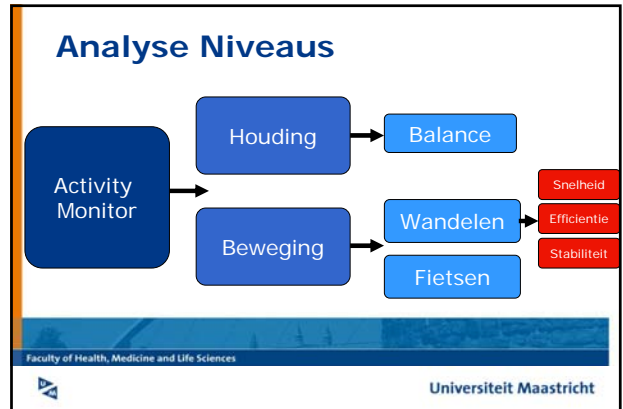 Analyse Niveaus
Activity
Monitor
Houding
Balance
Beweging
Wandelen
Fietsen
Snelheid
Efficientie
Stabiliteit
Faculty of Health, Medicine and Life Sciences
Universiteit Maastricht